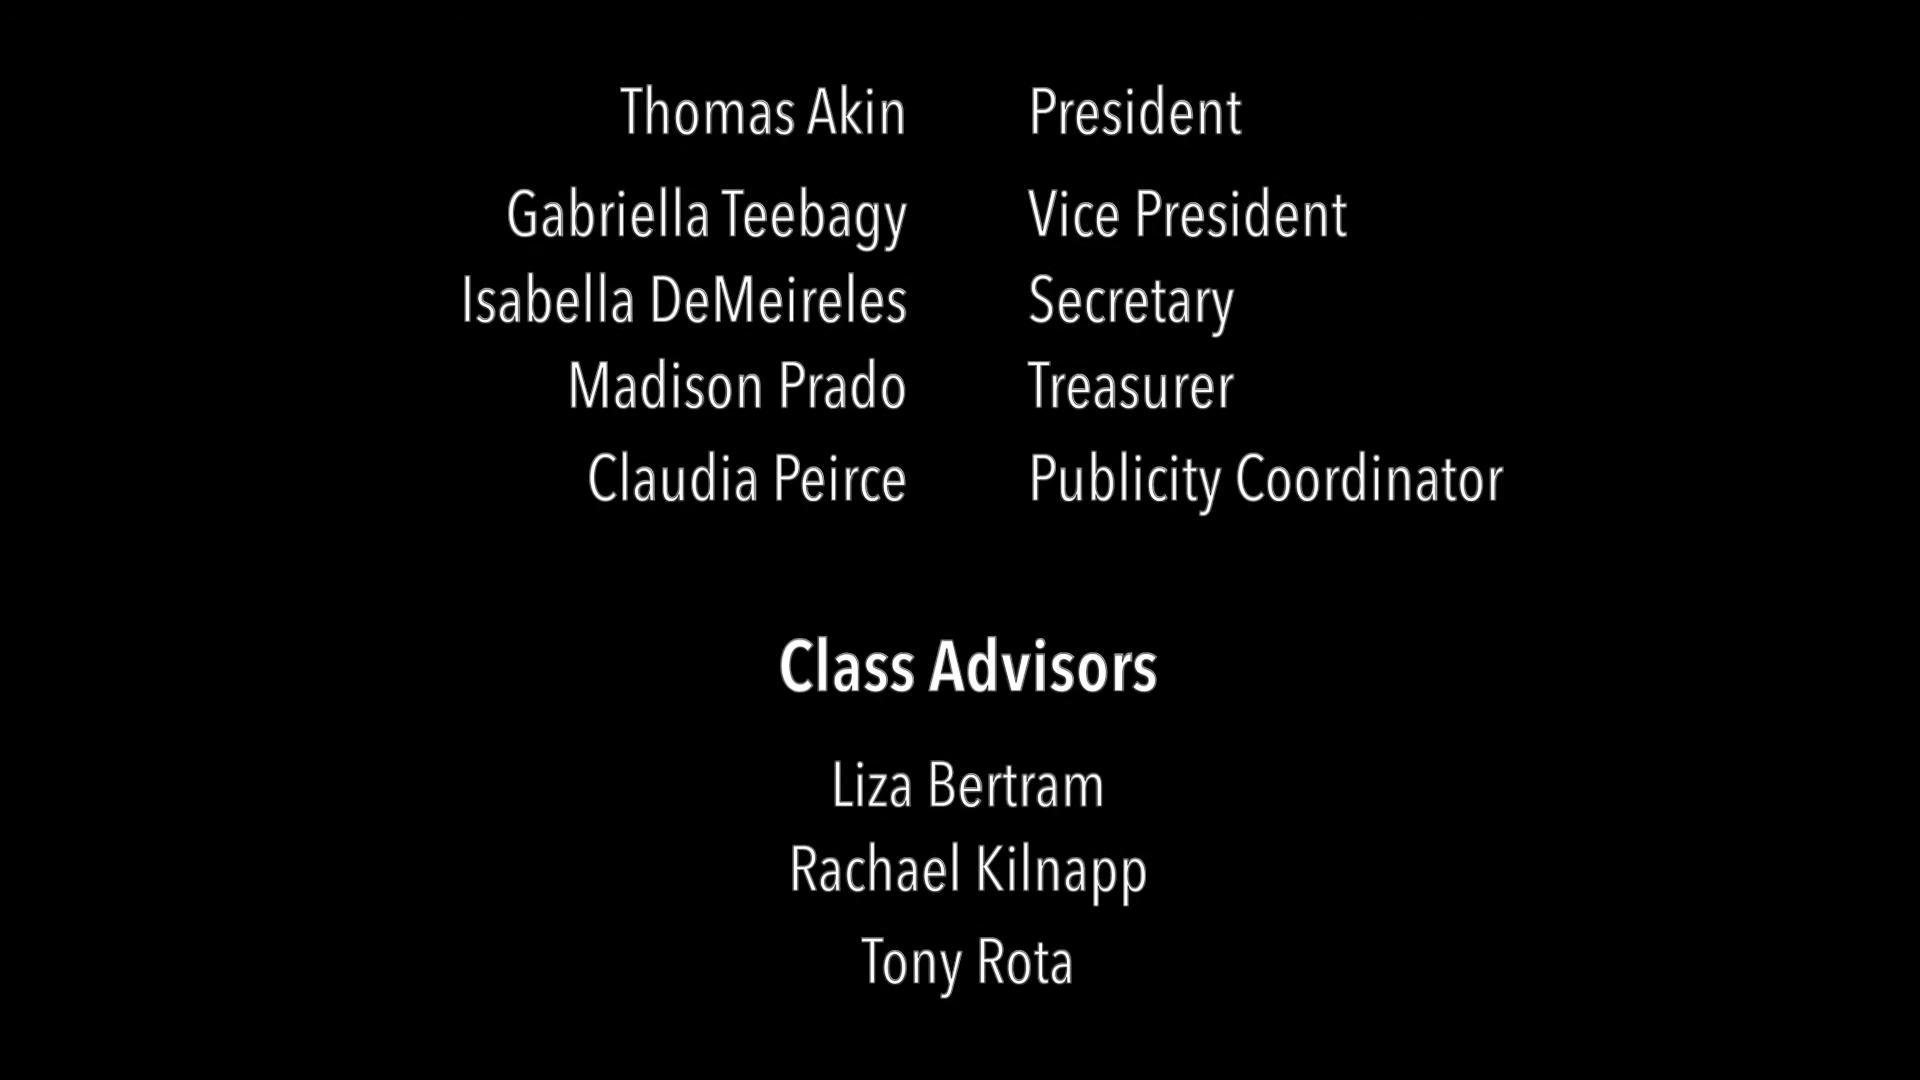 Thomas Akin President
Gabriella Teebagy Vice President
Isabella DeMeireles Secretary
Madison Prado Treasurer
Claudia Peirce Publicity Coordinator
Class Advisors
Liza Bertram
Rachael Kilnapp
Tony Rota